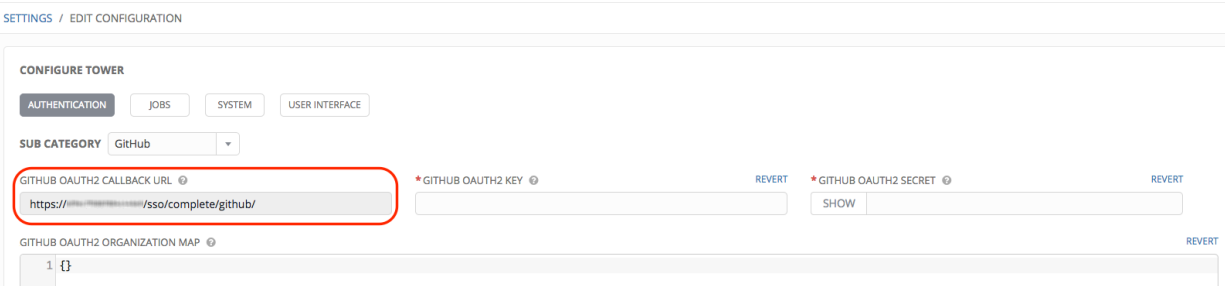 SETTINGS / EDIT CONFIGURATION
CONFIGURE TOWER
AUTHENTICATION JOBS SYSTEM USER INTERFACE
SUB CATEGORY GitHub
GITHUB OAUTH2 CALLBACK URL ? * GITHUB OAUTH2 KEY ? REVERT * GITHUB OAUTH2 SECRET ? REVERT
https:// /sso/complete/github/ SHOW
GITHUB OAUTH2 ORGANIZATION MAP ? REVERT
1 {}